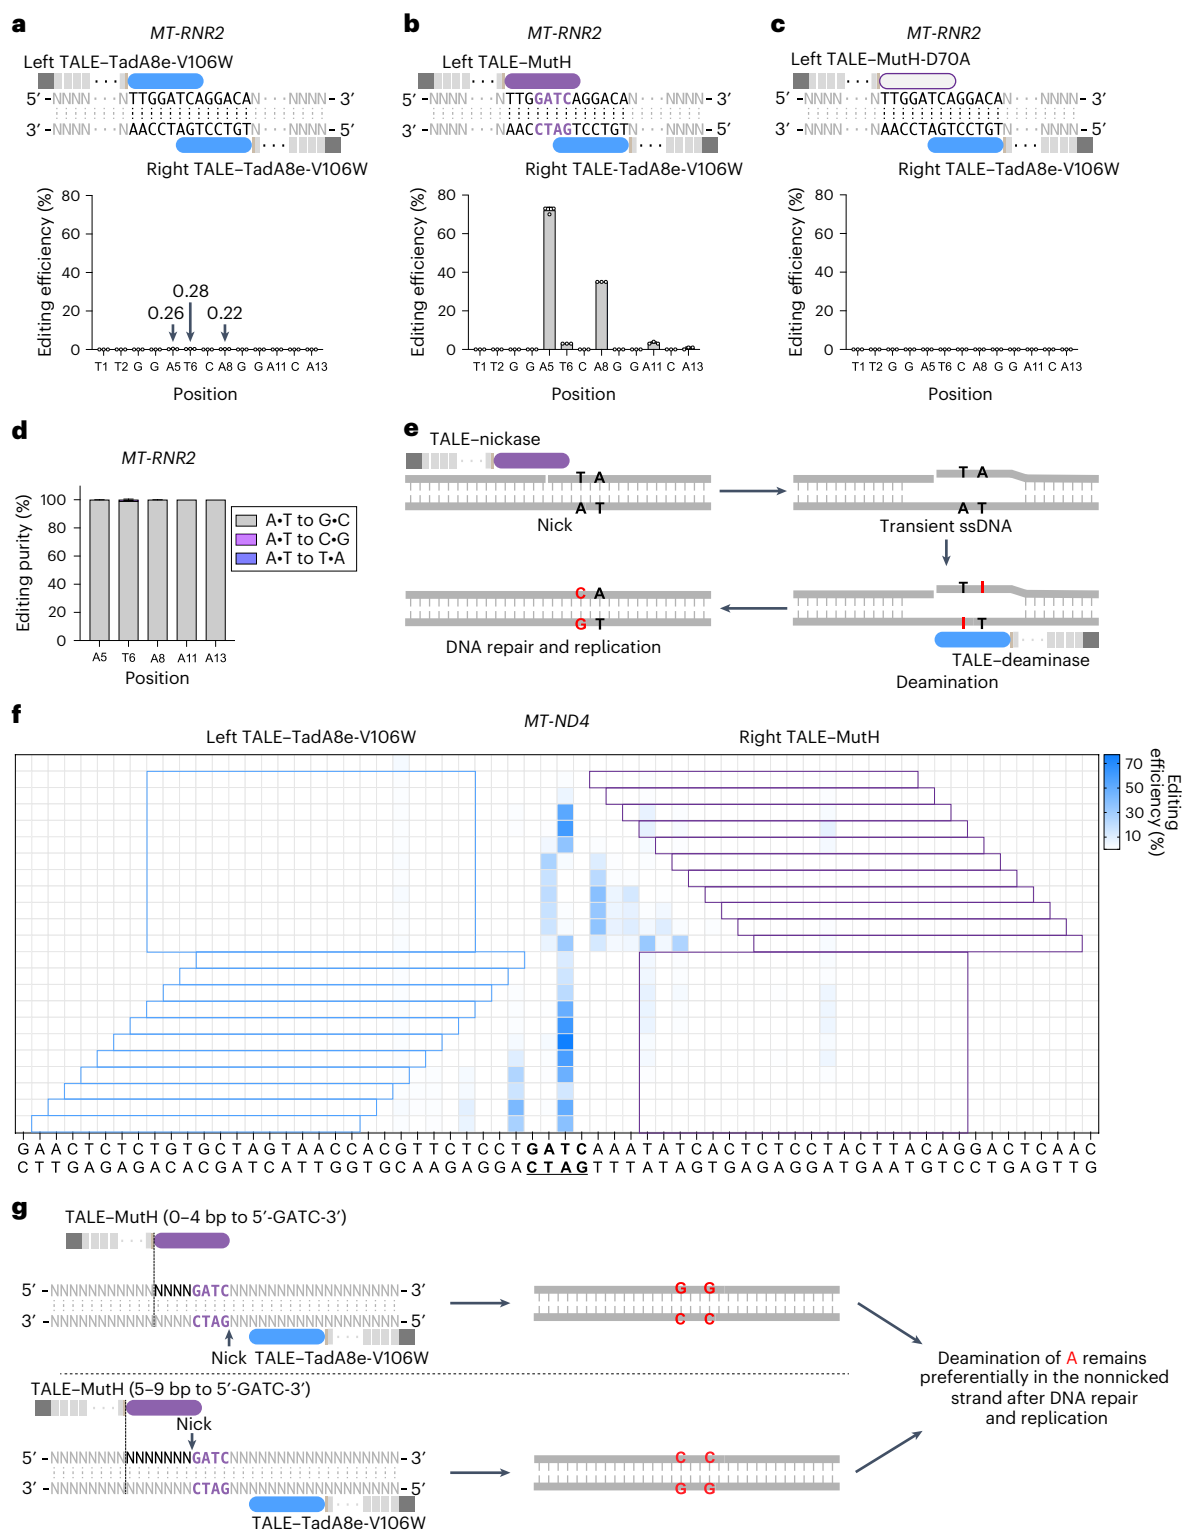 a
MT-RNR2
Left TALE–TadA8e-V106W
5′ -NNNN···NTTGGATCAGGACAN···NNNN- 3′
3′ -NNNN···NAACCTAGTCCTGTN···NNNN- 5′
Right TALE–TadA8e-V106W
Editing efficiency (%)
80
60
40
20
0
0.26
0.28
0.22
T1 T2 G G A5 T6 C A8 G G A11 C A13
Position
b
MT-RNR2
Left TALE–MutH
5′ -NNNN···NTTGGATCAGGACAN···NNNN- 3′
3′ -NNNN···NAACCTAGTCCTGTN···NNNN- 5′
Right TALE-TadA8e-V106W
Editing efficiency (%)
80
60
40
20
0
T1 T2 G G A5 T6 C A8 G G A11 C A13
Position
c
MT-RNR2
Left TALE–MutH-D70A
5′ -NNNN···NTTGGATCAGGACAN···NNNN- 3′
3′ -NNNN···NAACCTAGTCCTGTN···NNNN- 5′
Right TALE–TadA8e-V106W
Editing efficiency (%)
80
60
40
20
0
T1 T2 G G A5 T6 C A8 G G A11 C A13
Position
d
MT-RNR2
Editing purity (%)
100
80
60
40
20
0
A5 T6 A8 A11 A13
Position
A•T to G•C
A•T to C•G
A•T to T•A
e
TALE–nickase
T A
A T
Nick
T A
A T
Transient ssDNA
T I
I T
TALE–deaminase
Deamination
C A
G T
DNA repair and replication
f
MT-ND4
Left TALE–TadA8e-V106W
Right TALE–MutH
70
50
30
10
Editing efficiency (%)
G A A C T C T C T G T G C T A G T A A C C A C G T T C T C C T G A T C A A A T A T C A C T C T C C T A C T T A C A G G A C T C A A C
C T T G A G A G A C A C G A T C A T T G G T G C A A G A G G A C T A G T T T A T A G T G A G A G G A T G A A T G T C C T G A G T T G
g
TALE–MutH (0–4 bp to 5′-GATC-3′)
5′ -NNNNNNNNNNNNNNNGATCNNNNNNNNNNNNNNNNNN- 3′
3′ -NNNNNNNNNNNNNNNCTAGNNNNNNNNNNNNNNNNNN- 5′
Nick TALE–TadA8e-V106W
G G
C C
TALE–MutH (5–9 bp to 5′-GATC-3′)
Nick
5′ -NNNNNNNNNNNNNNNGATCNNNNNNNNNNNNNNNNNN- 3′
3′ -NNNNNNNNNNNNNNNCTAGNNNNNNNNNNNNNNNNNN- 5′
TALE–TadA8e-V106W
C C
G G
Deamination of A remains
preferentially in the nonnicked
strand after DNA repair
and replication